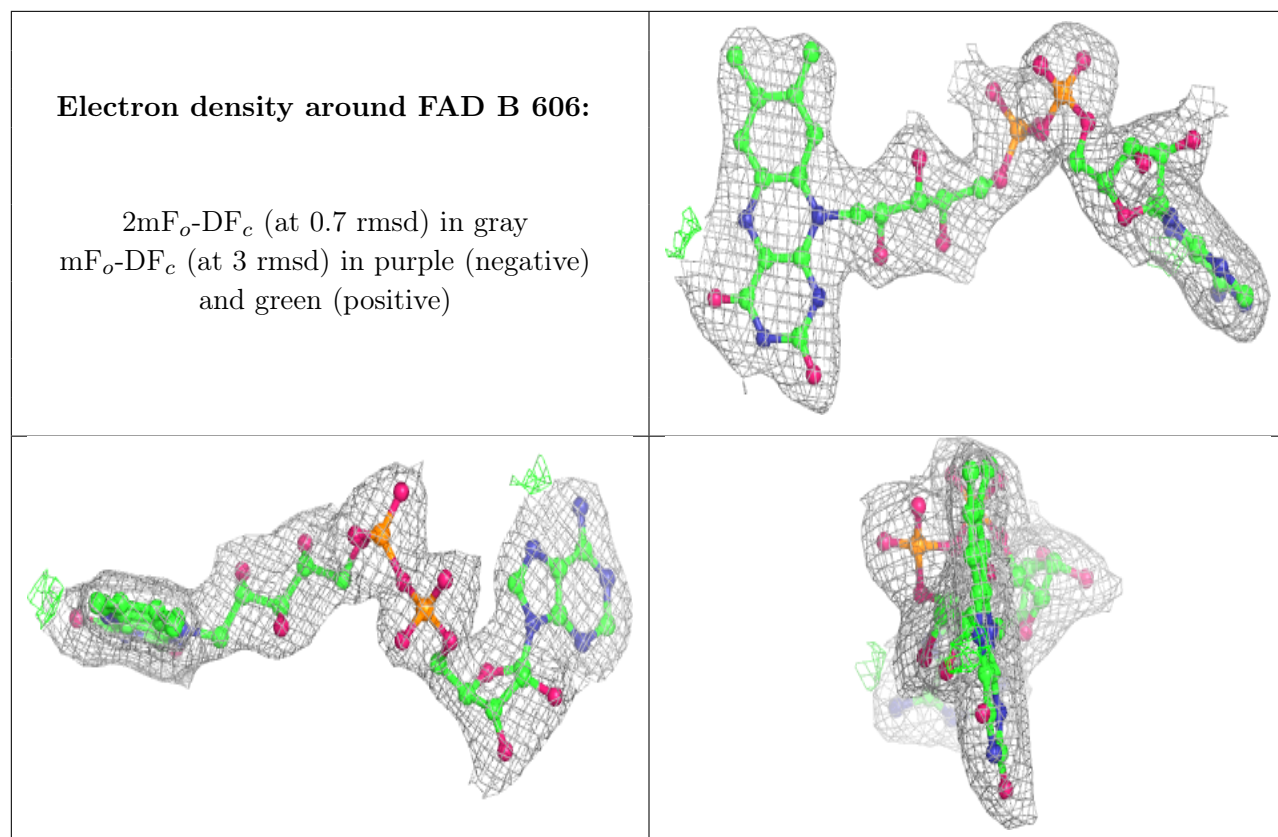 Electron density around FAD B 606:
2mFo-DFc (at 0.7 rmsd) in gray
mFo-DFc (at 3 rmsd) in purple (negative)
and green (positive)